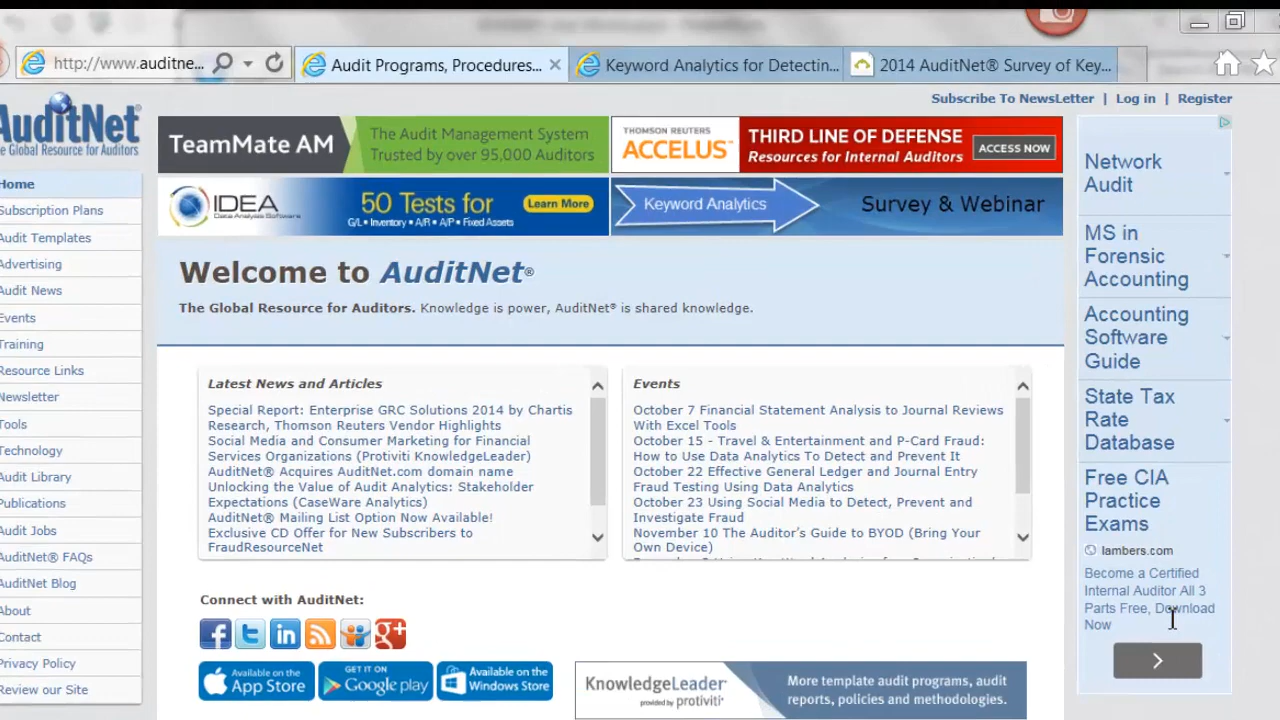 http://www.auditne...
Audit Programs, Procedures...
Keyword Analytics for Detectin...
2014 AuditNet® Survey of Key...
Subscribe To NewsLetter | Log in | Register
AuditNet®
The Global Resource for Auditors
TeamMate AM
The Audit Management System
Trusted by over 95,000 Auditors
THOMSON REUTERS
ACCELUS™
THIRD LINE OF DEFENSE
Resources for Internal Auditors
ACCESS NOW
IDEA
Data Analysis Software
50 Tests for
G/L • Inventory • A/R • A/P • Fixed Assets
Learn More
Keyword Analytics
Survey & Webinar
Home
Subscription Plans
Audit Templates
Advertising
Audit News
Events
Training
Resource Links
Newsletter
Tools
Technology
Audit Library
Publications
Audit Jobs
AuditNet® FAQs
AuditNet Blog
About
Contact
Privacy Policy
Review our Site
Welcome to AuditNet®
The Global Resource for Auditors. Knowledge is power, AuditNet® is shared knowledge.
Latest News and Articles
Special Report: Enterprise GRC Solutions 2014 by Chartis
Research, Thomson Reuters Vendor Highlights
Social Media and Consumer Marketing for Financial
Services Organizations (Protiviti KnowledgeLeader)
AuditNet® Acquires AuditNet.com domain name
Unlocking the Value of Audit Analytics: Stakeholder
Expectations (CaseWare Analytics)
AuditNet® Mailing List Option Now Available!
Exclusive CD Offer for New Subscribers to
FraudResourceNet
Events
October 7 Financial Statement Analysis to Journal Reviews
With Excel Tools
October 15 - Travel & Entertainment and P-Card Fraud:
How to Use Data Analytics To Detect and Prevent It
October 22 Effective General Ledger and Journal Entry
Fraud Testing Using Data Analytics
October 23 Using Social Media to Detect, Prevent and
Investigate Fraud
November 10 The Auditor's Guide to BYOD (Bring Your
Own Device)
Connect with AuditNet:
Available on the
App Store
GET IT ON
Google play
Available on the
Windows Store
KnowledgeLeader™
provided by protiviti
More template audit programs, audit
reports, policies and methodologies.
Network
Audit
MS in
Forensic
Accounting
Accounting
Software
Guide
State Tax
Rate
Database
Free CIA
Practice
Exams
lambers.com
Become a Certified
Internal Auditor All 3
Parts Free, Download
Now